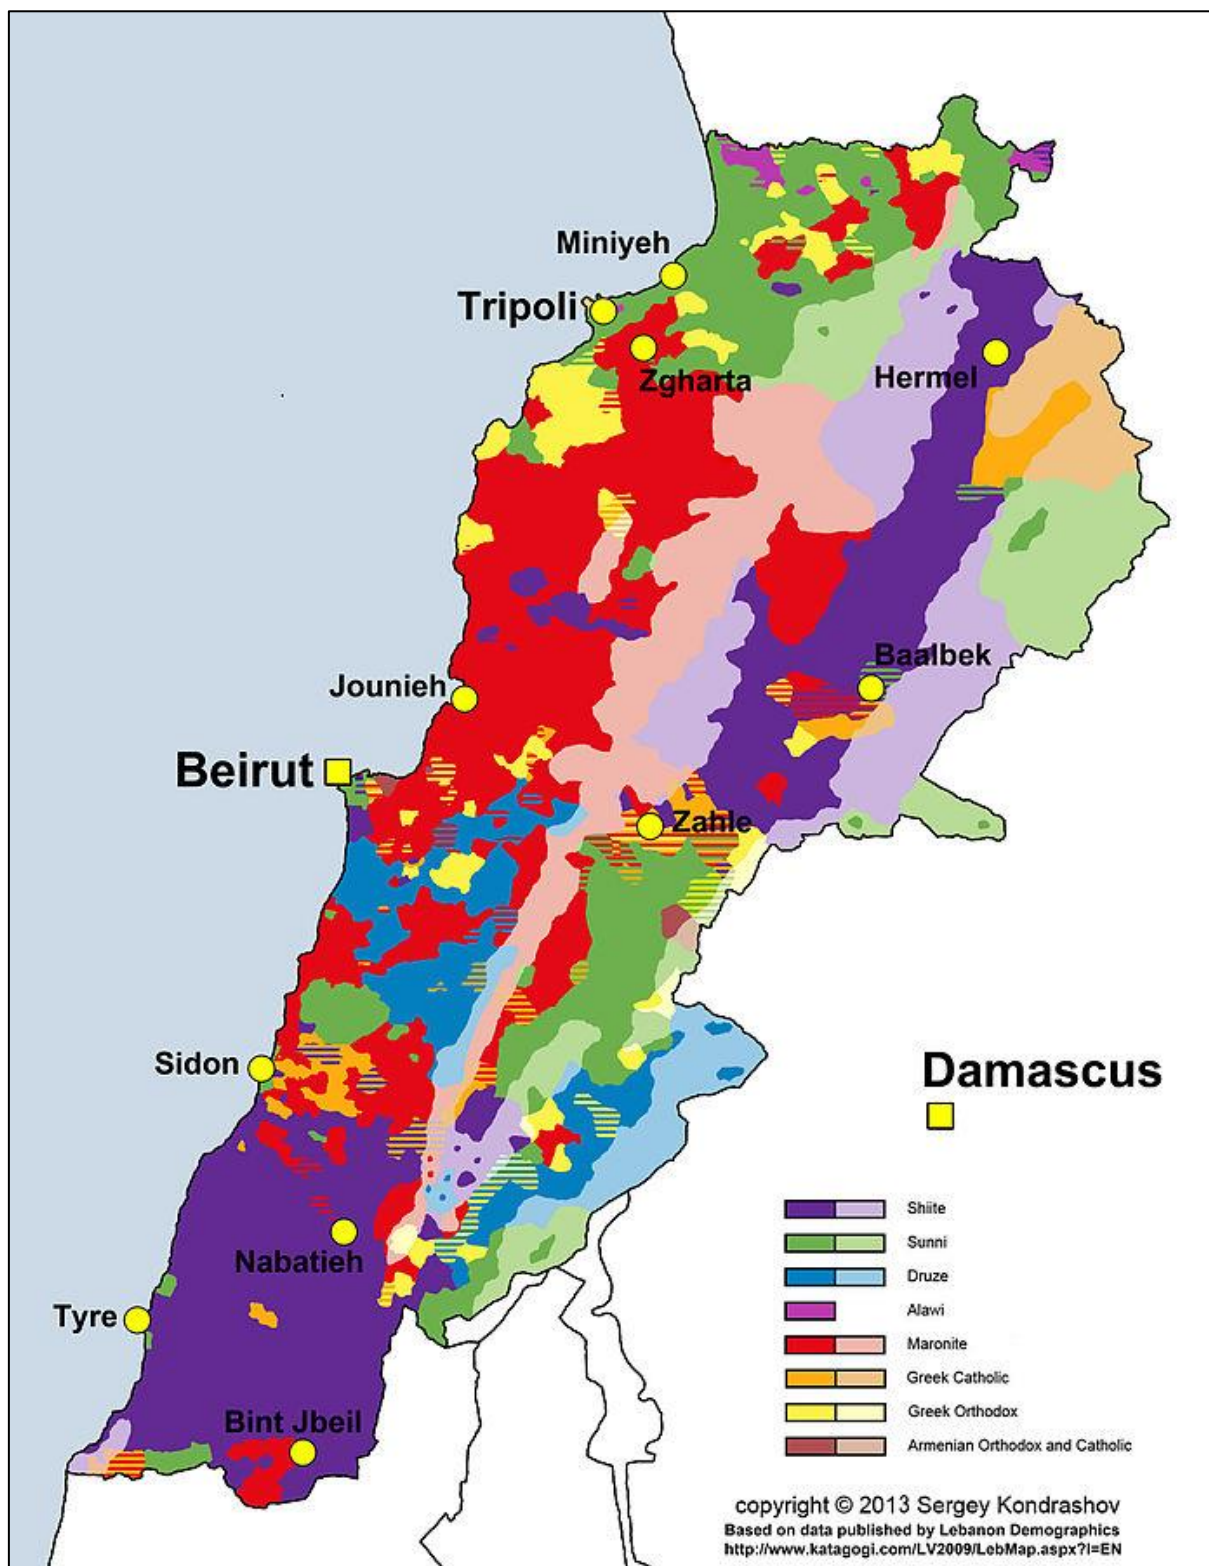 Miniyeh
Tripoli
Zgharta
Hermel
Baalbek
Jounieh
Beirut
Zahle
Sidon
Damascus
Nabatieh
Tyre
Bint Jbeil
Shiite
Sunni
Druze
Alawi
Maronite
Greek Catholic
Greek Orthodox
Armenian Orthodox and Catholic
copyright © 2013 Sergey Kondrashov
Based on data published by Lebanon Demographics
http://www.katagogi.com/LV2009/LebMap.aspx?l=EN